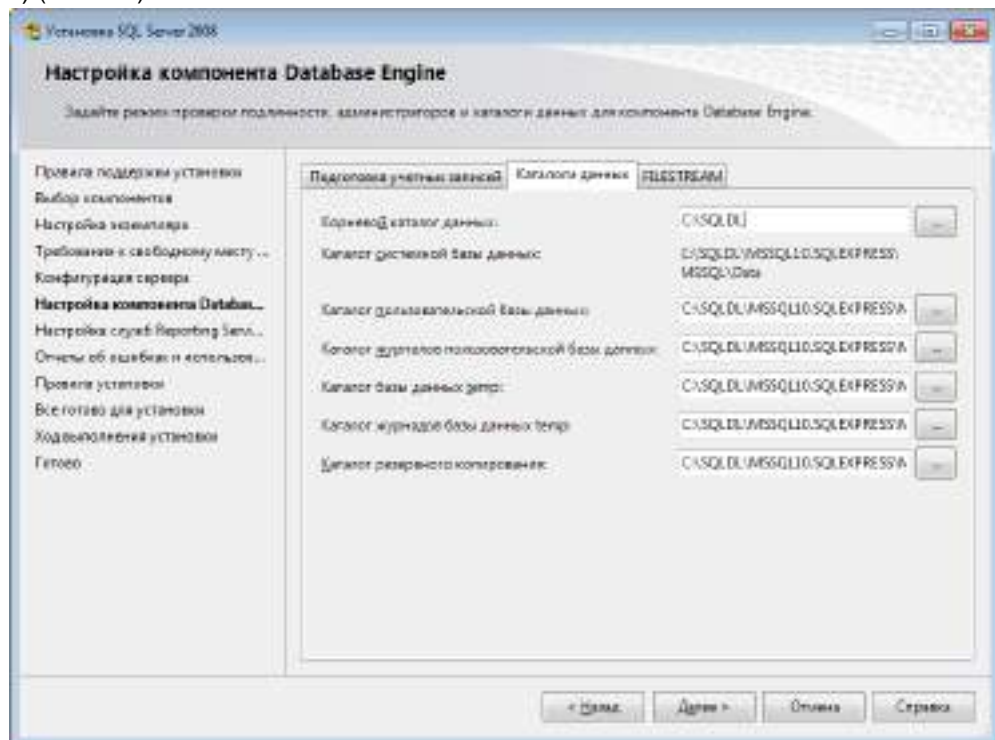 Установка SQL Server 2008
Настройка компонента Database Engine
Задайте режим проверки подлинности, администраторов и каталоги данных для компонента Database Engine.
Правила поддержки установки
Выбор компонентов
Настройка экземпляра
Требования к свободному месту ...
Конфигурация сервера
Настройка компонента Databas...
Настройка служб Reporting Servi...
Отчеты об ошибках и использов...
Правила установки
Все готово для установки
Ход выполнения установки
Готово
Подготовка учетных записей
Каталоги данных
FILESTREAM
Корневой каталог данных:
C:\SQLDL\
...
Каталог системной базы данных:
C:\SQLDL\MSSQL10.SQLEXPRESS\
MSSQL\Data
Каталог пользовательской базы данных:
C:\SQLDL\MSSQL10.SQLEXPRESS\M
...
Каталог журналов пользовательской базы данных:
C:\SQLDL\MSSQL10.SQLEXPRESS\M
...
Каталог базы данных temp:
C:\SQLDL\MSSQL10.SQLEXPRESS\M
...
Каталог журналов базы данных temp:
C:\SQLDL\MSSQL10.SQLEXPRESS\M
...
Каталог резервного копирования:
C:\SQLDL\MSSQL10.SQLEXPRESS\M
...
< Назад
Далее >
Отмена
Справка